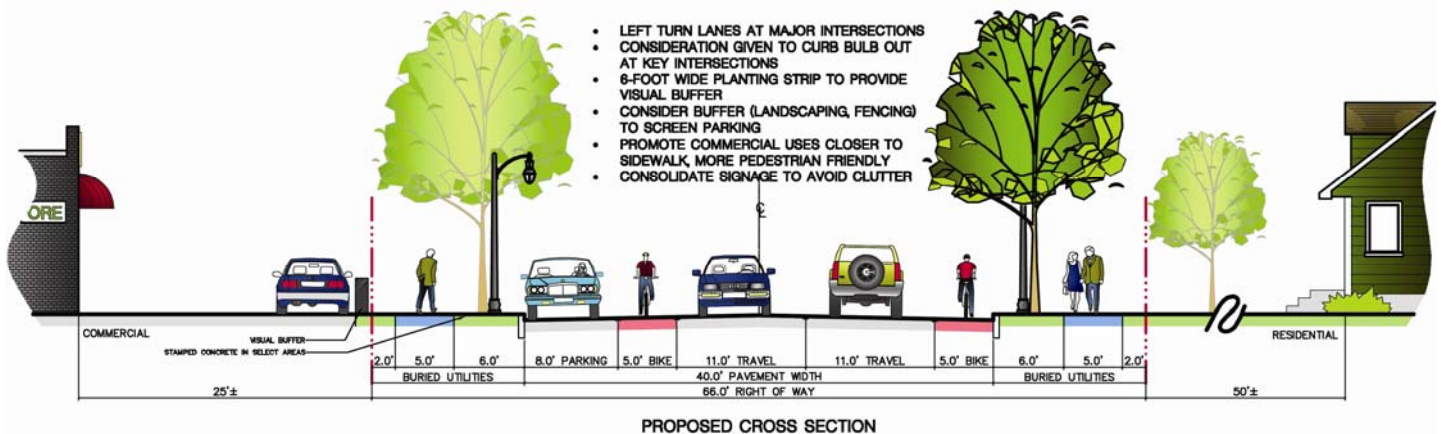 • LEFT TURN LANES AT MAJOR INTERSECTIONS
• CONSIDERATION GIVEN TO CURB BULB OUT
AT KEY INTERSECTIONS
• 6-FOOT WIDE PLANTING STRIP TO PROVIDE
VISUAL BUFFER
• CONSIDER BUFFER (LANDSCAPING, FENCING)
TO SCREEN PARKING
• PROMOTE COMMERCIAL USES CLOSER TO
SIDEWALK, MORE PEDESTRIAN FRIENDLY
• CONSOLIDATE SIGNAGE TO AVOID CLUTTER
℄
ORE
COMMERCIAL
VISUAL BUFFER
STAMPED CONCRETE IN SELECT AREAS
RESIDENTIAL
2.0' 5.0' 6.0' 8.0' PARKING 5.0' BIKE 11.0' TRAVEL 11.0' TRAVEL 5.0' BIKE 6.0' 5.0' 2.0'
BURIED UTILITIES 40.0' PAVEMENT WIDTH BURIED UTILITIES
25'± 66.0' RIGHT OF WAY 50'±
PROPOSED CROSS SECTION